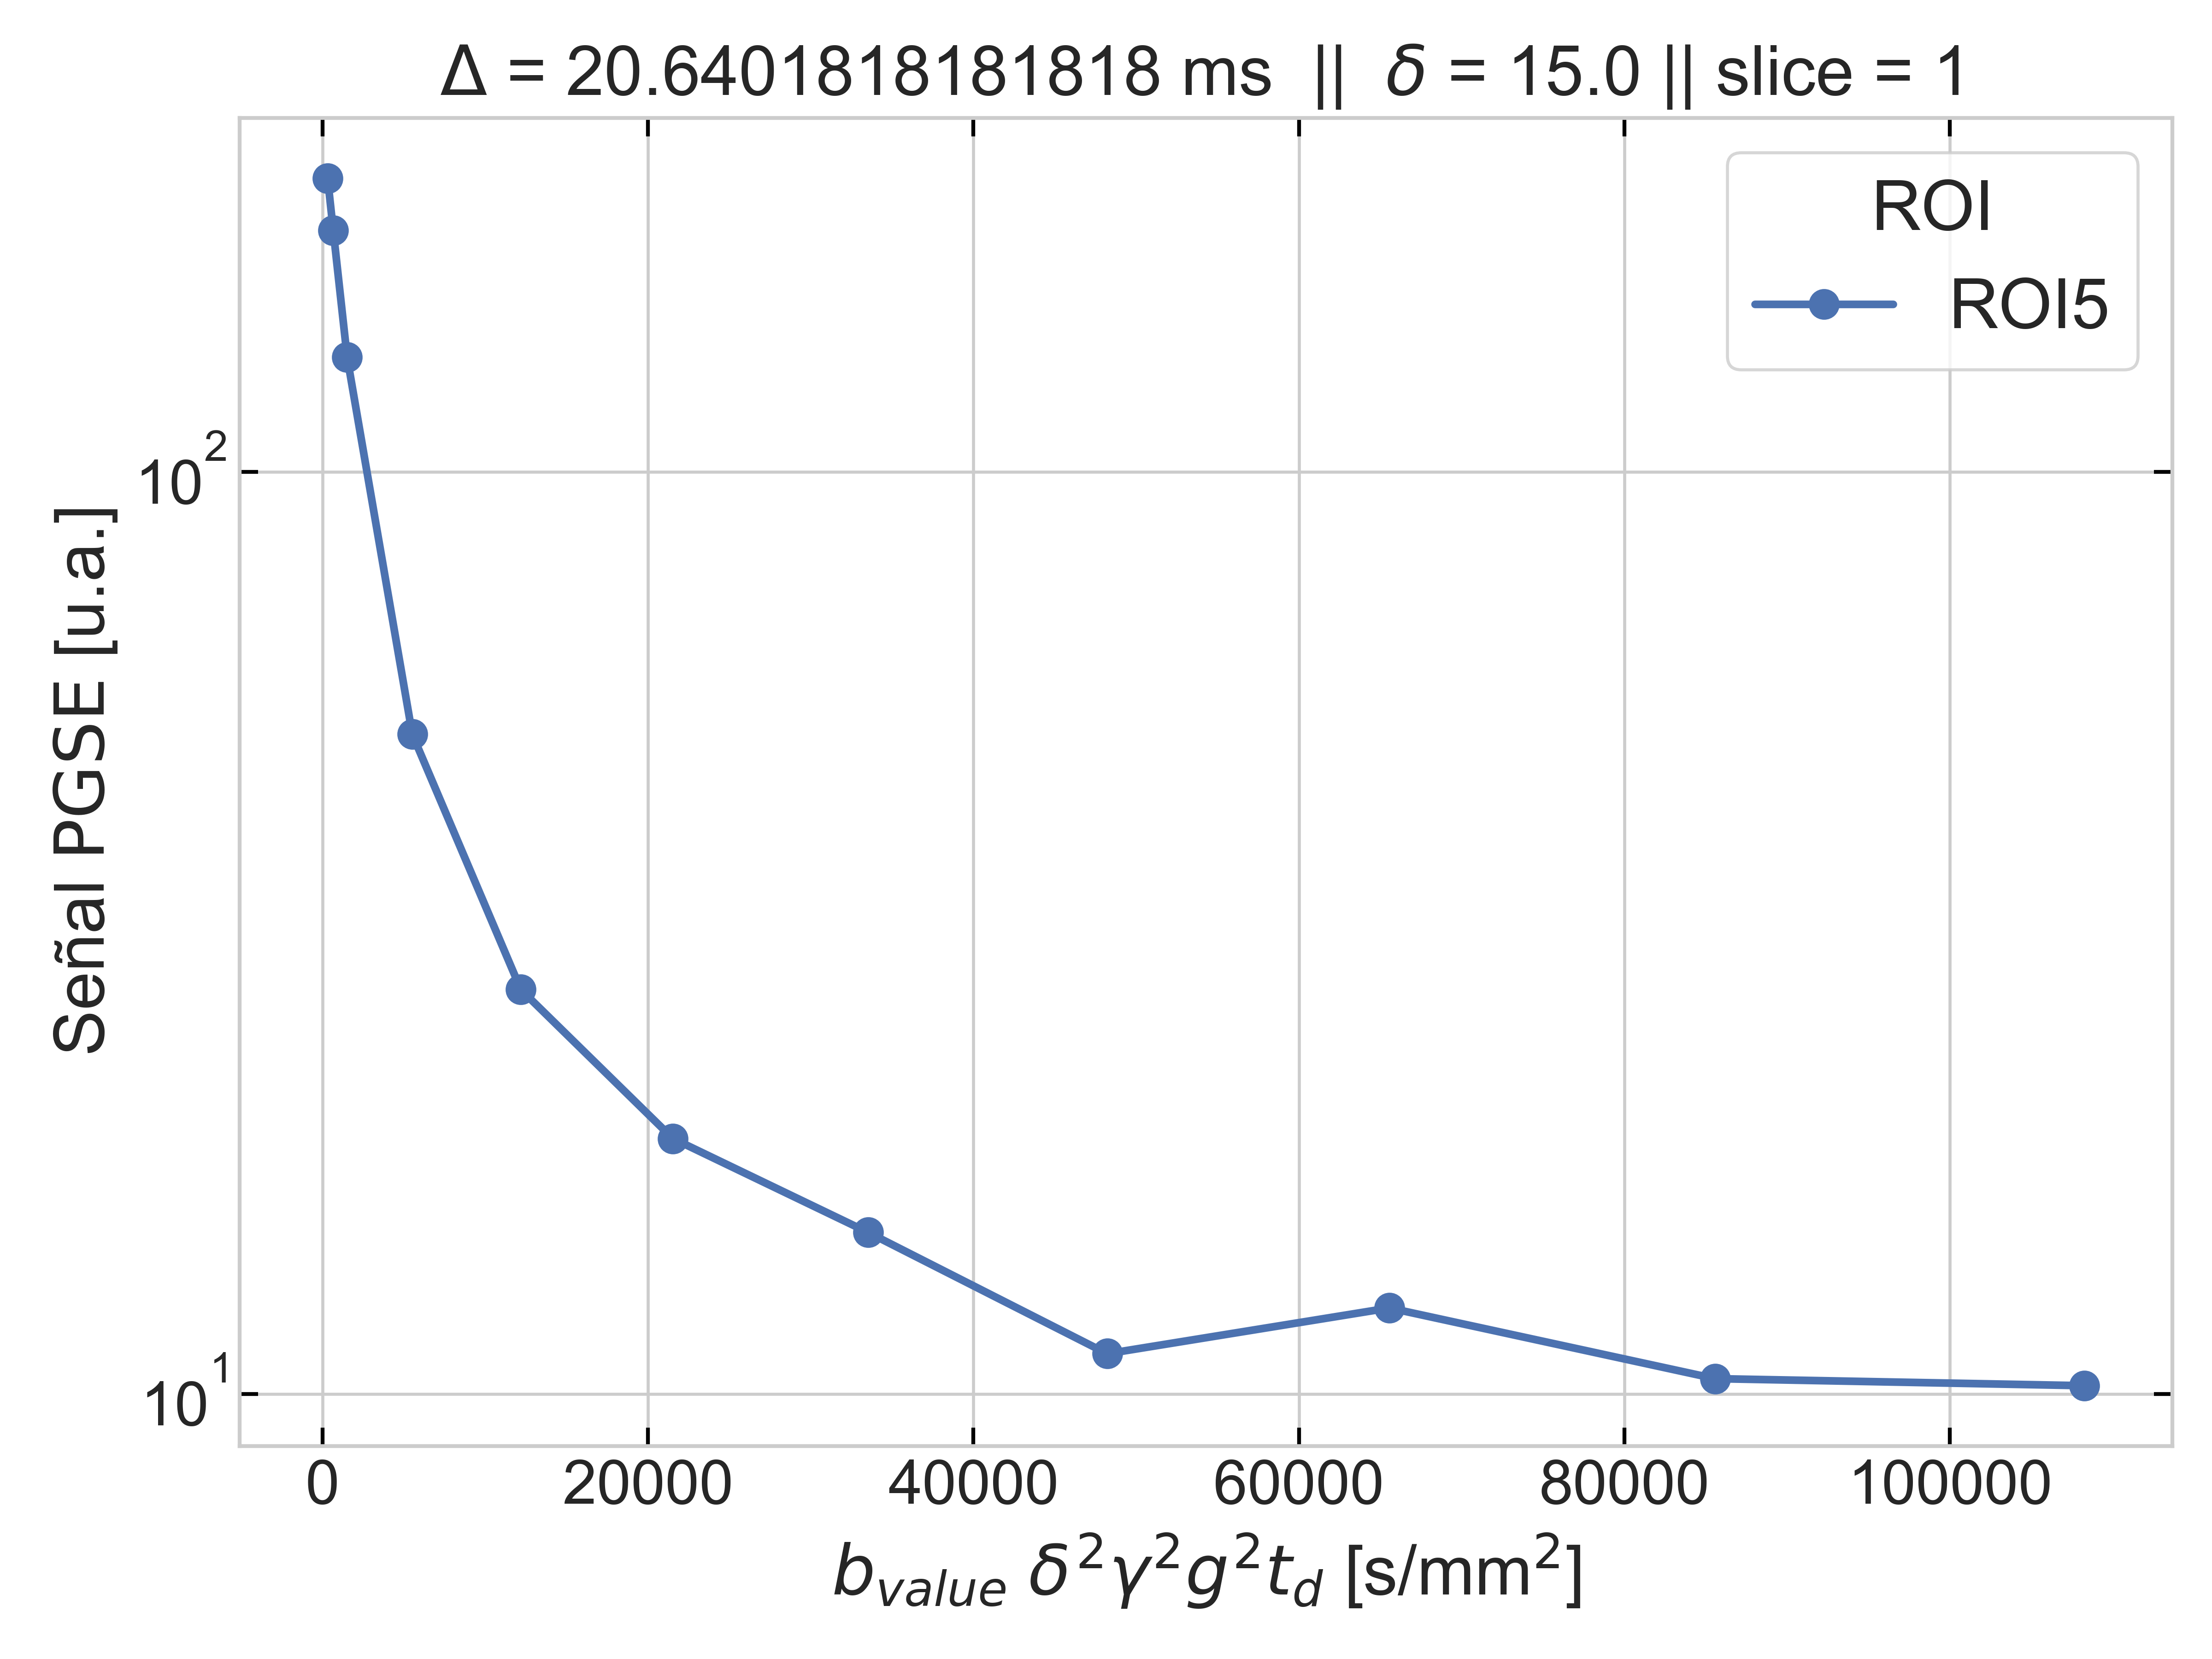 Δ = 20.640181818181818 ms || δ = 15.0 || slice = 1
ROI
ROI5
Señal PGSE [u.a.]
10²
10¹
0 20000 40000 60000 80000 100000
b_value δ²γ²g²t_d [s/mm²]